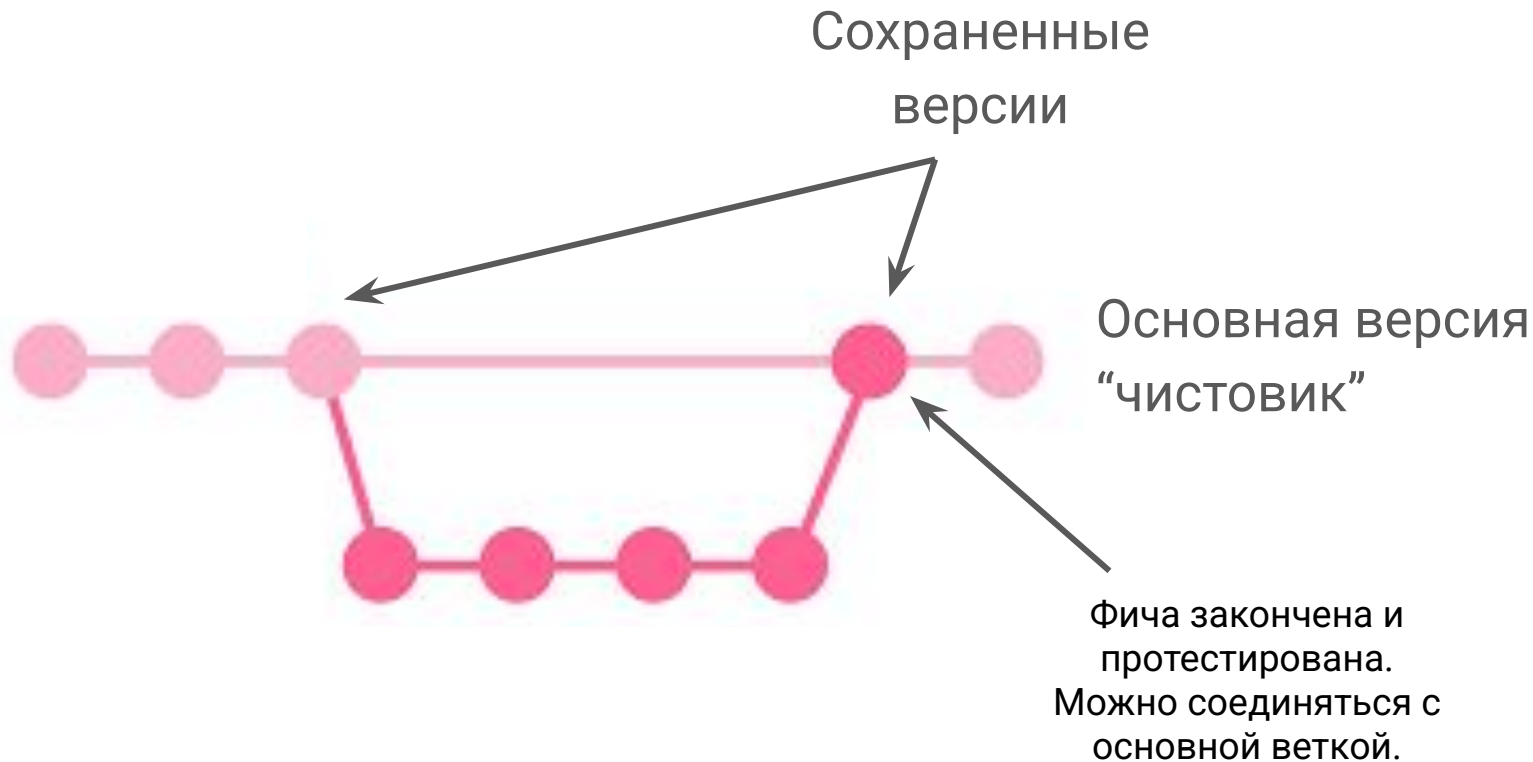 Сохраненные
версии
Основная версия
“чистовик”
Фича закончена и
протестирована.
Можно соединяться с
основной веткой.